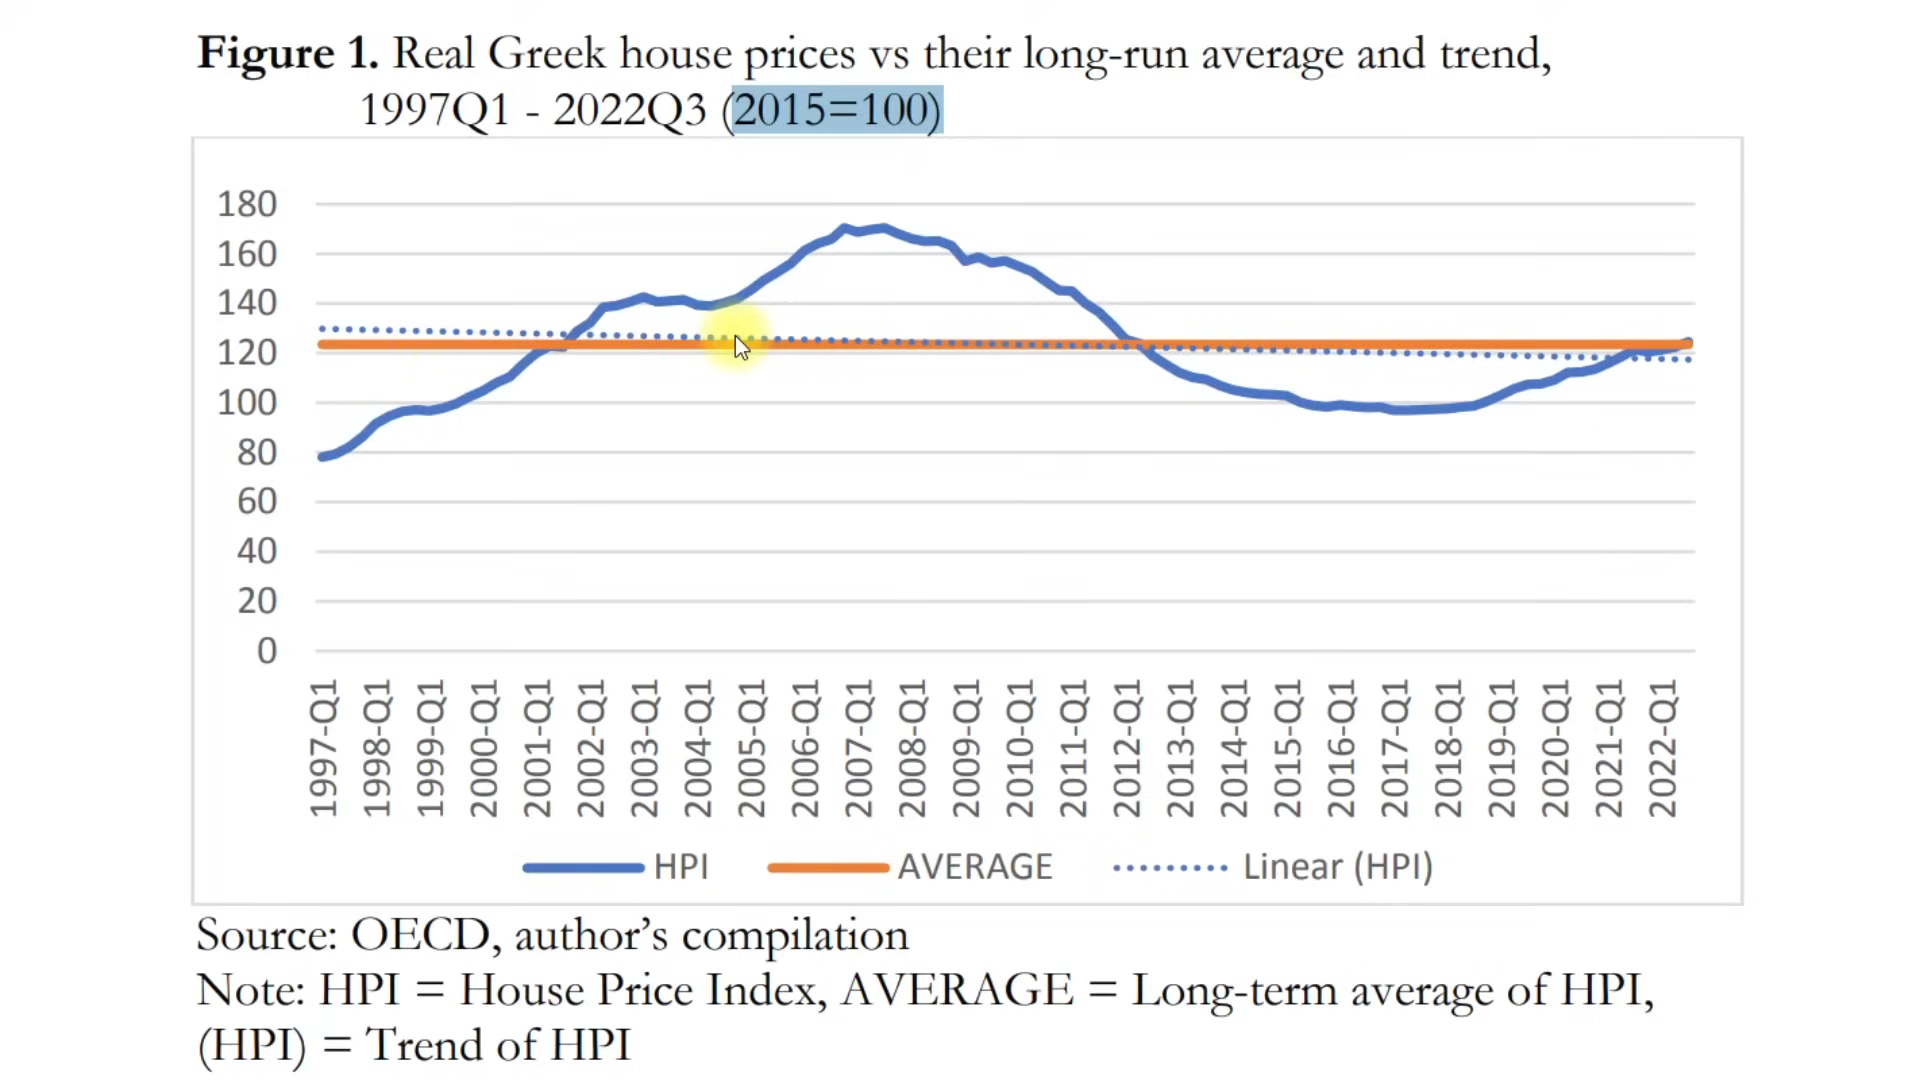 Figure 1. Real Greek house prices vs their long-run average and trend,
1997Q1 - 2022Q3 (2015=100)
180
160
140
120
100
80
60
40
20
0
1997-Q1
1998-Q1
1999-Q1
2000-Q1
2001-Q1
2002-Q1
2003-Q1
2004-Q1
2005-Q1
2006-Q1
2007-Q1
2008-Q1
2009-Q1
2010-Q1
2011-Q1
2012-Q1
2013-Q1
2014-Q1
2015-Q1
2016-Q1
2017-Q1
2018-Q1
2019-Q1
2020-Q1
2021-Q1
2022-Q1
HPI AVERAGE Linear (HPI)
Source: OECD, author’s compilation
Note: HPI = House Price Index, AVERAGE = Long-term average of HPI,
(HPI) = Trend of HPI